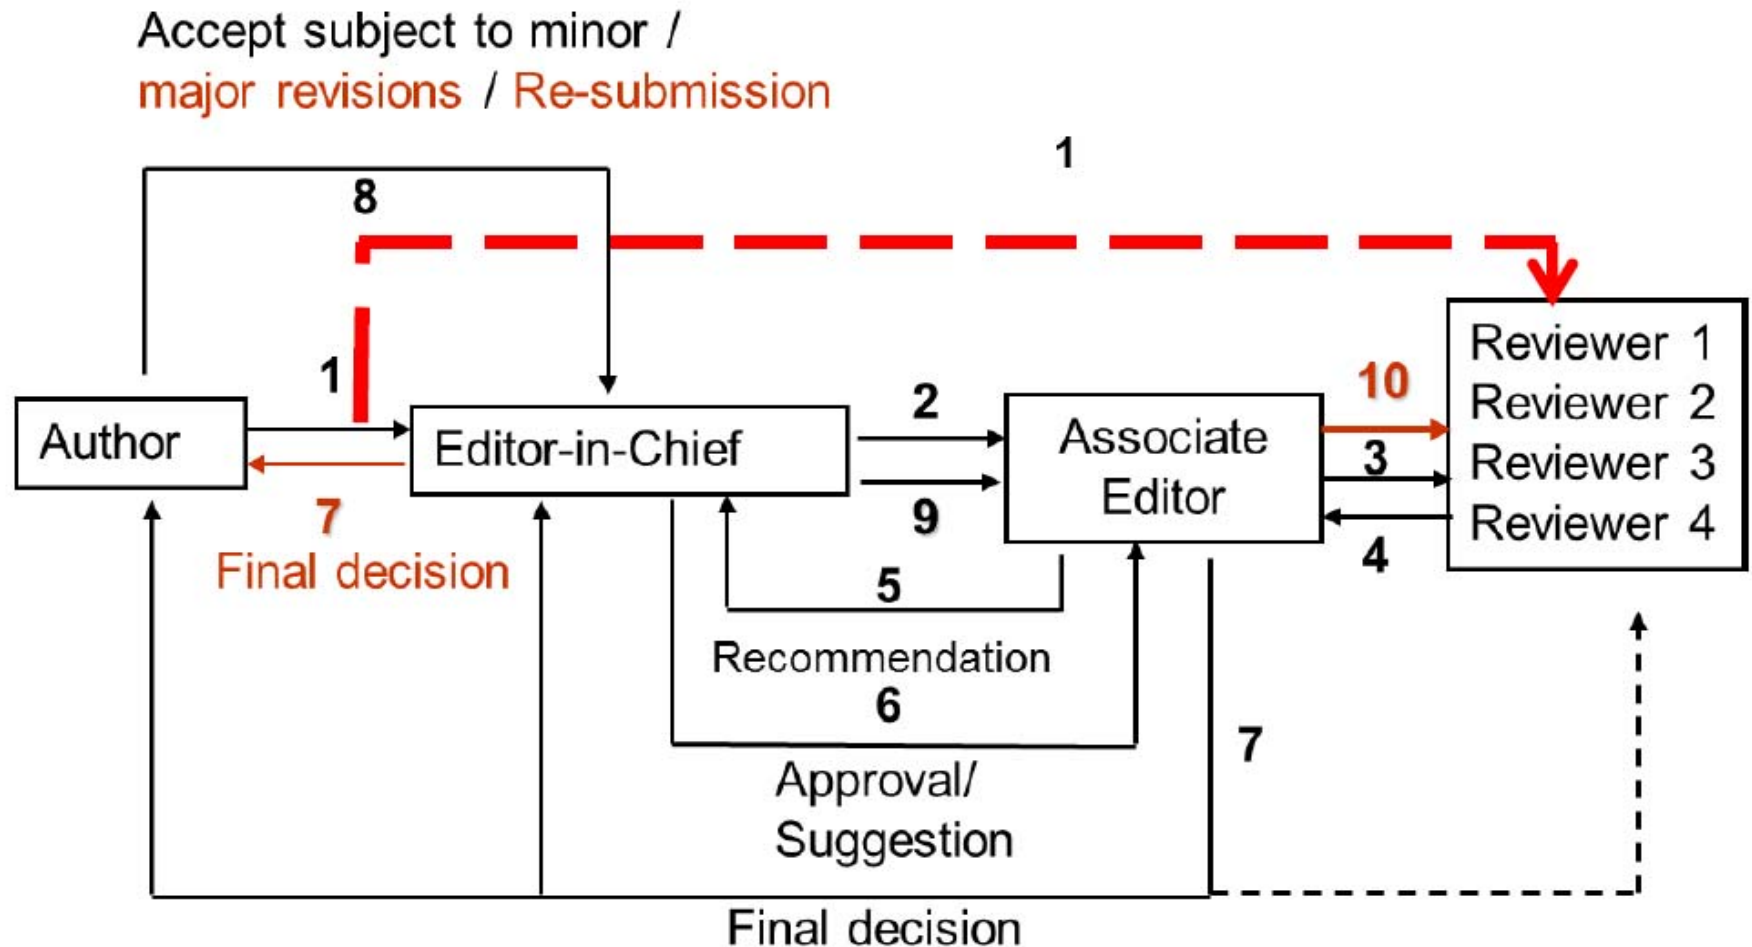 Accept subject to minor /
major revisions / Re-submission
1
8
1
Author
Editor-in-Chief
2
9
Associate
Editor
10
3
4
Reviewer 1
Reviewer 2
Reviewer 3
Reviewer 4
7
Final decision
5
Recommendation
6
Approval/
Suggestion
7
Final decision